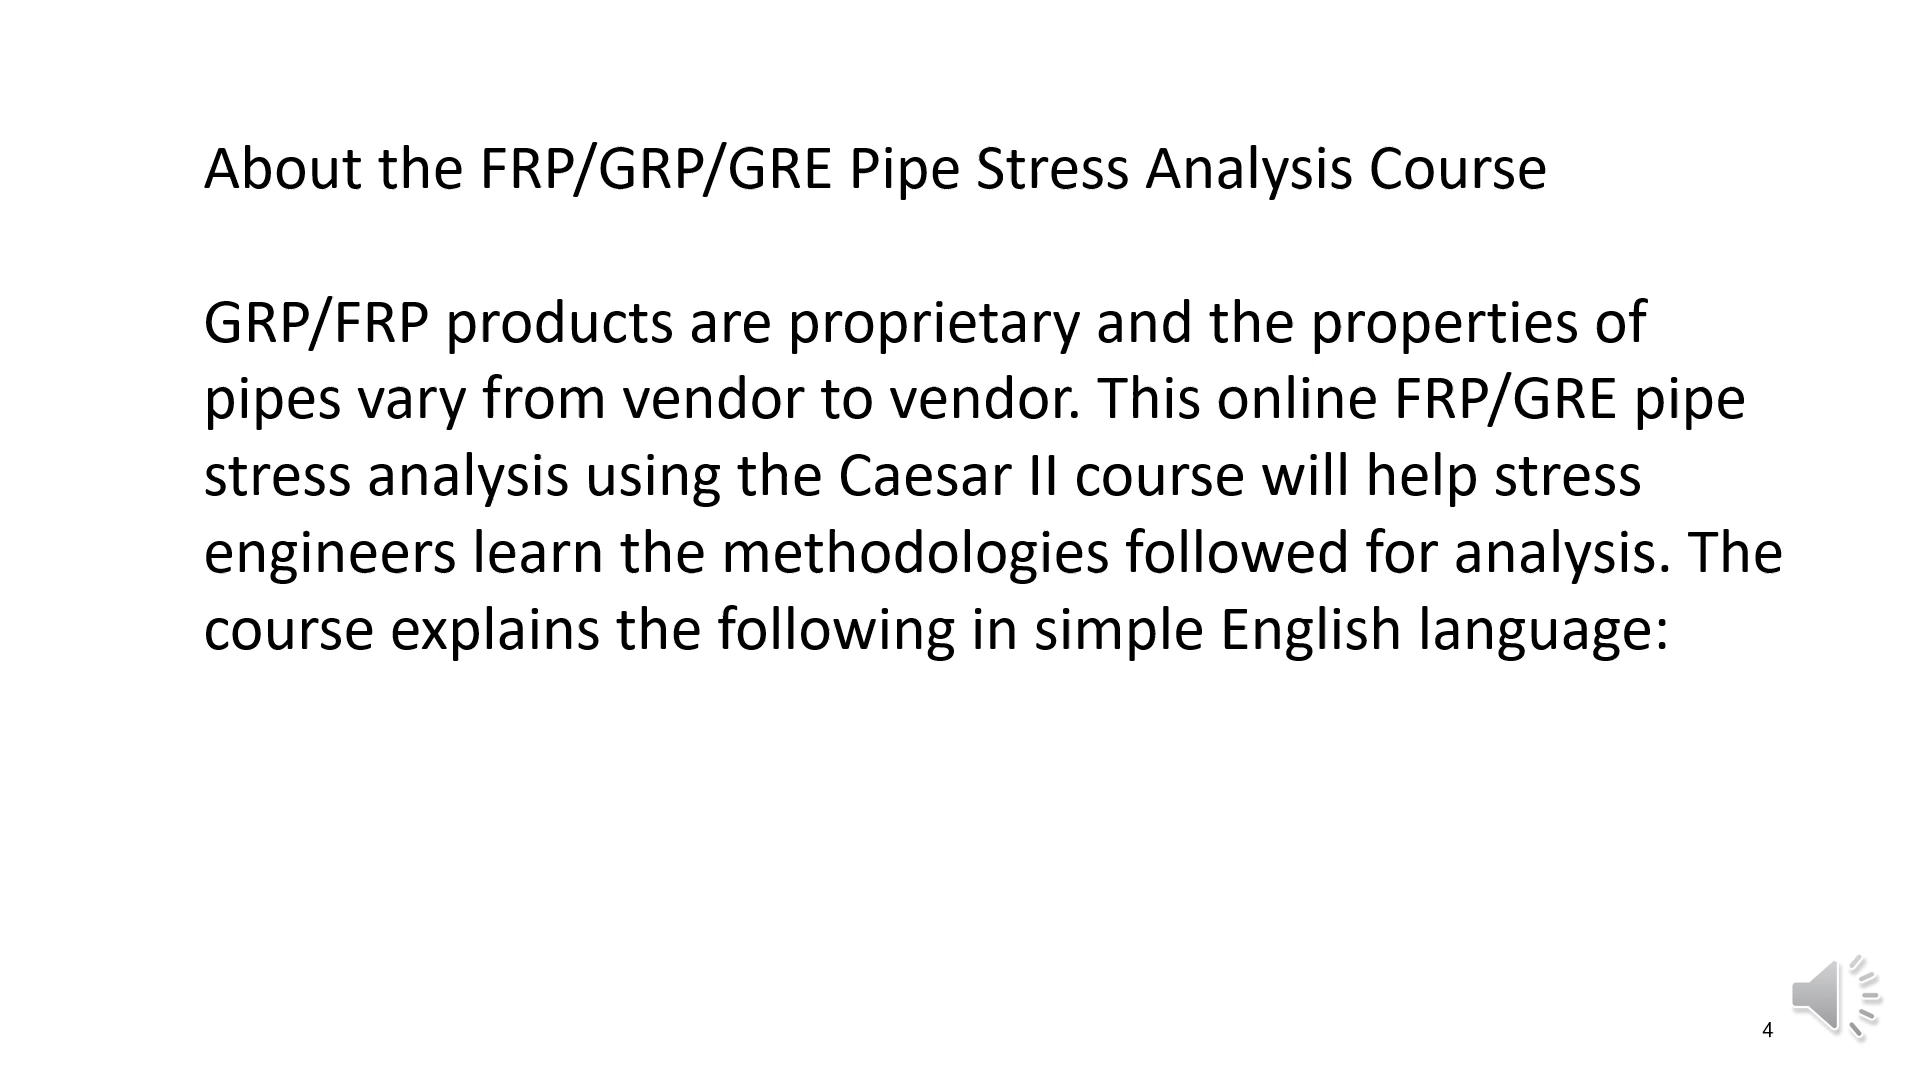 About the FRP/GRP/GRE Pipe Stress Analysis Course
GRP/FRP products are proprietary and the properties of
pipes vary from vendor to vendor. This online FRP/GRE pipe
stress analysis using the Caesar II course will help stress
engineers learn the methodologies followed for analysis. The
course explains the following in simple English language:
4